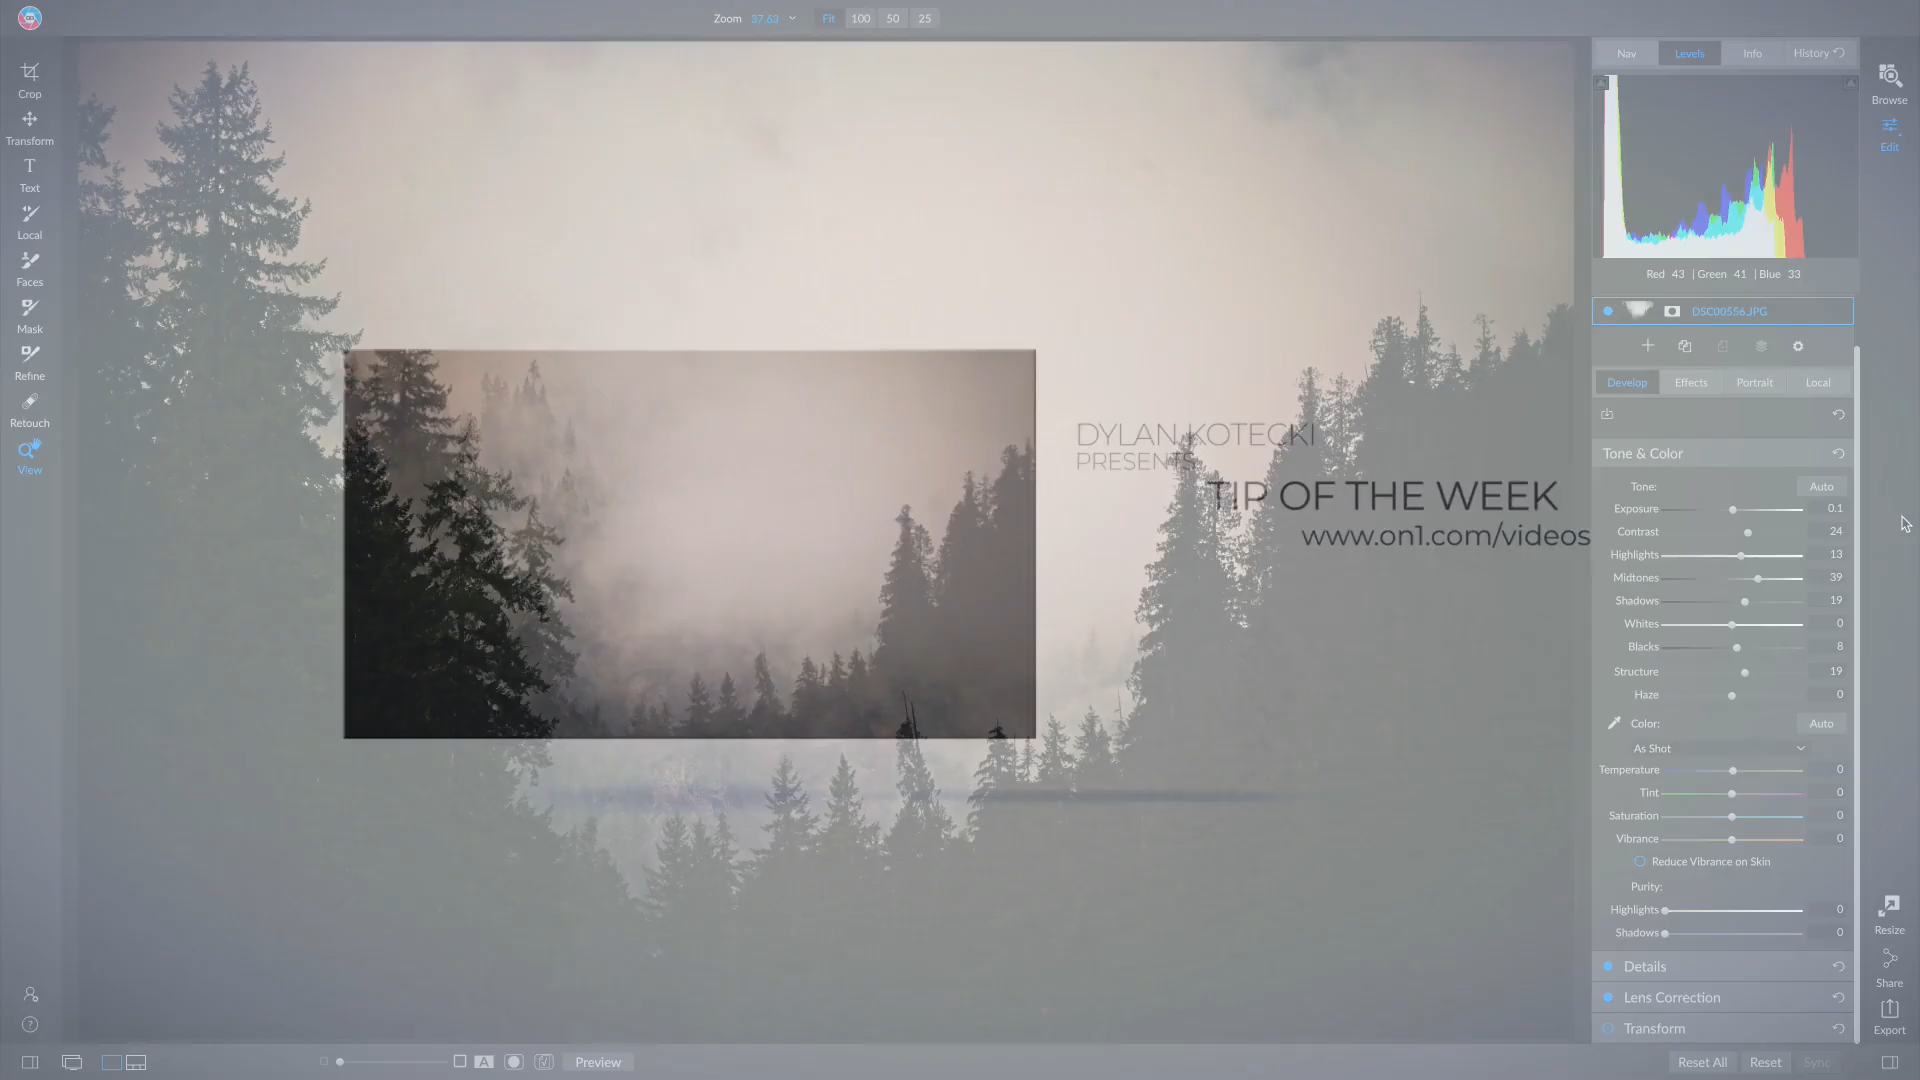 Zoom 37.63 Fit 100 50 25
Crop
Transform
Text
Local
Faces
Mask
Refine
Retouch
View
DYLAN KOTECKI
PRESENTS
TIP OF THE WEEK
www.on1.com/videos
Nav Levels Info History
Red 43 | Green 41 | Blue 33
DSC00556.JPG
Develop Effects Portrait Local
Tone & Color
Tone: Auto
Exposure 0.1
Contrast 24
Highlights 13
Midtones 39
Shadows 19
Whites 0
Blacks 8
Structure 19
Haze 0
Color: Auto
As Shot
Temperature 0
Tint 0
Saturation 0
Vibrance 0
Reduce Vibrance on Skin
Purity:
Highlights 0
Shadows 0
Details
Lens Correction
Transform
Browse
Edit
Resize
Share
Export
A
Preview
Reset All Reset Sync